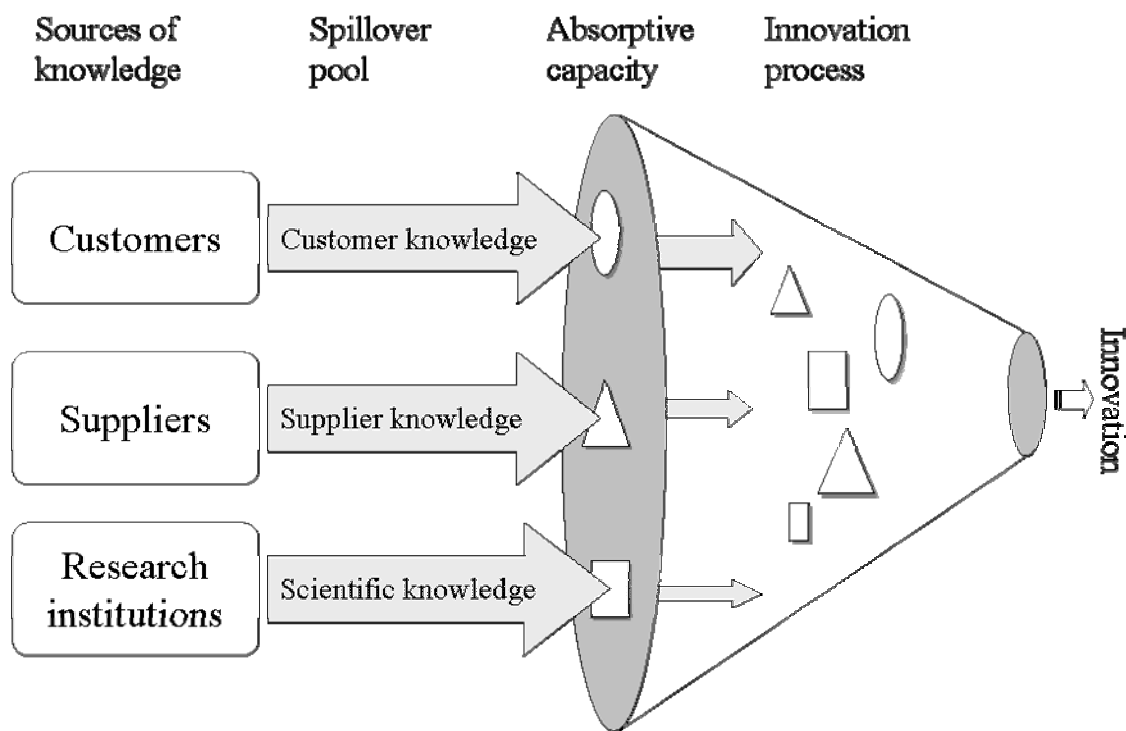 Sources of
knowledge
Spillover
pool
Absorptive
capacity
Innovation
process
Customers
Customer knowledge
Suppliers
Supplier knowledge
Research
institutions
Scientific knowledge
Innovation